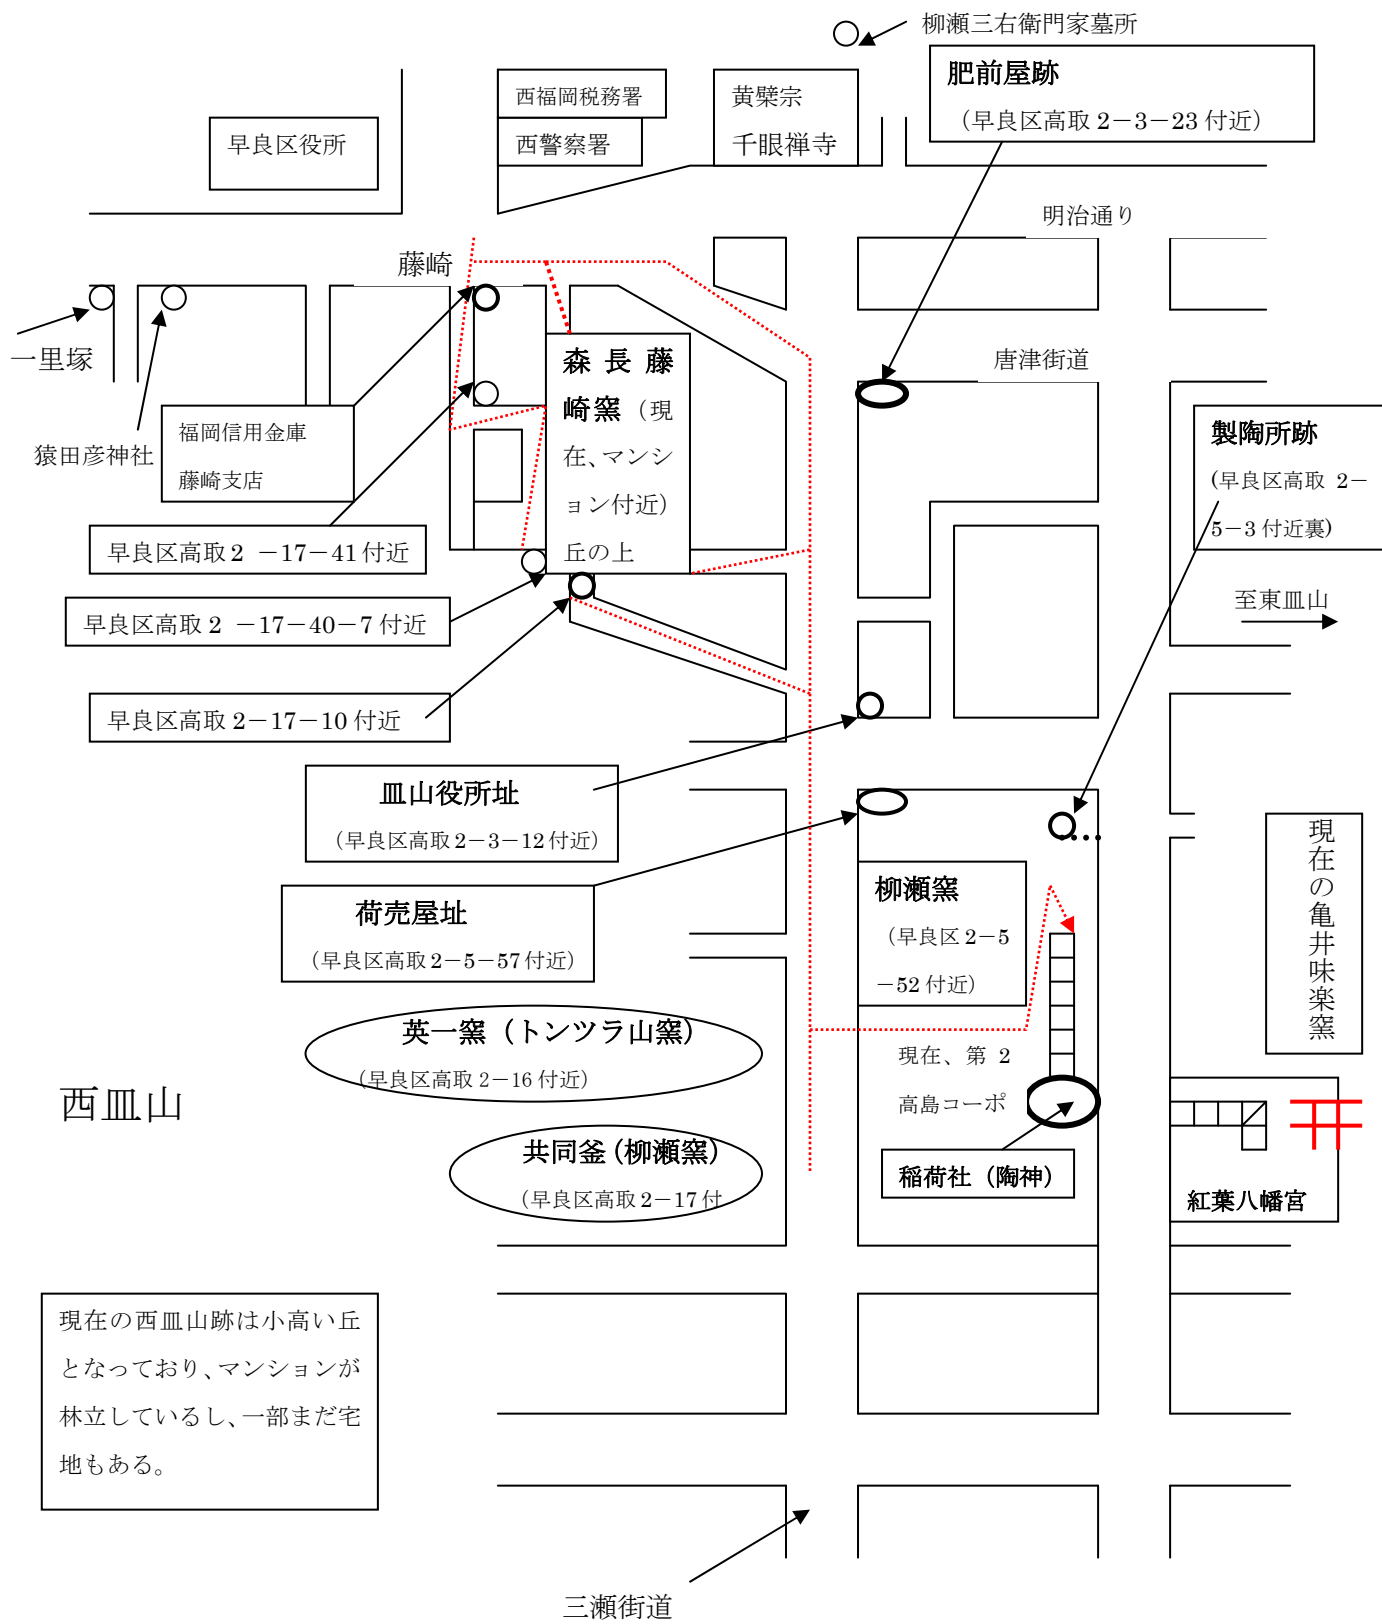 柳瀬三右衛門家墓所
肥前屋跡
（早良区高取 2－3－23 付近）
西福岡税務署
西警察署
黄檗宗
千眼禅寺
早良区役所
明治通り
藤崎
一里塚
猿田彦神社
福岡信用金庫
藤崎支店
森 長 藤
崎窯（現
在、マンシ
ョン付近）
丘の上
唐津街道
製陶所跡
(早良区高取 2－
5－3 付近裏)
早良区高取 2 －17－41 付近
早良区高取 2 －17－40－7 付近
早良区高取 2－17－10 付近
至東皿山
皿山役所址
（早良区高取 2－3－12 付近）
荷売屋址
（早良区高取 2－5－57 付近）
柳瀬窯
（早良区 2－5
－52 付近）
現在の亀井味楽窯
英一窯（トンツラ山窯）
（早良区高取 2－16 付近）
現在、第 2
高島コーポ
西皿山
共同釜（柳瀬窯）
（早良区高取 2－17 付
稲荷社（陶神）
紅葉八幡宮
現在の西皿山跡は小高い丘
となっており、マンションが
林立しているし、一部まだ宅
地もある。
三瀬街道